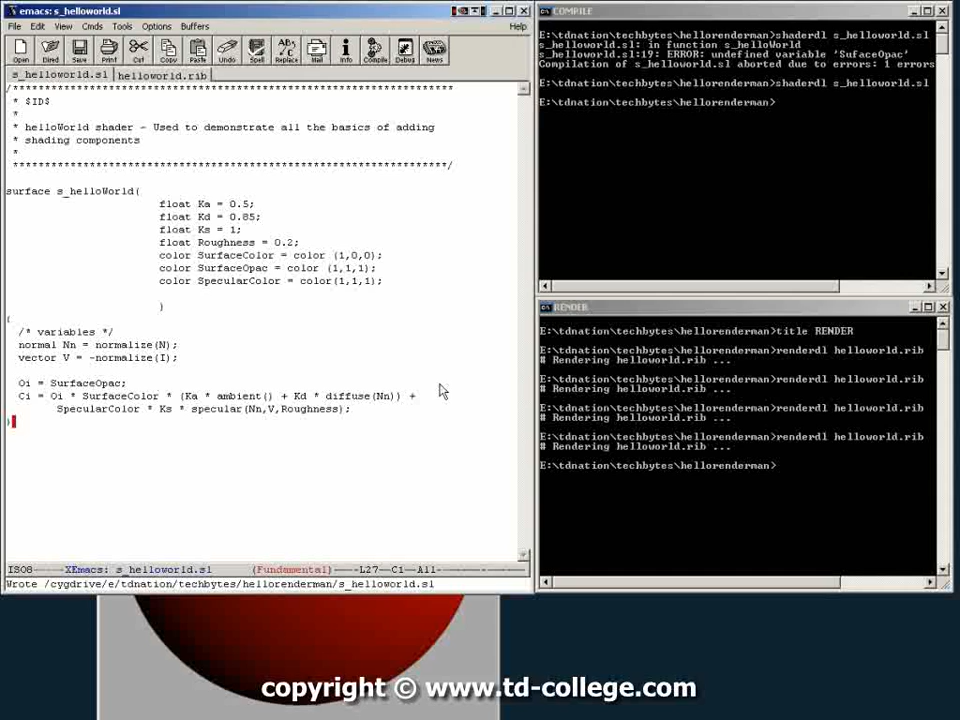 emacs: s_helloworld.sl
File Edit View Cmds Tools Options Buffers Help
Open Dired Save Print Cut Copy Paste Undo Spell Replace Mail Info Compile Debug News
s_helloworld.sl helloworld.rib
/*********************************************************************
* $ID$
*
* helloWorld shader - Used to demonstrate all the basics of adding
* shading components
*
********************************************************************/
surface s_helloWorld(
float Ka = 0.5;
float Kd = 0.85;
float Ks = 1;
float Roughness = 0.2;
color SurfaceColor = color (1,0,0);
color SurfaceOpac = color (1,1,1);
color SpecularColor = color(1,1,1);
)
{
/* variables */
normal Nn = normalize(N);
vector V = -normalize(I);
Oi = SurfaceOpac;
Ci = Oi * SurfaceColor * (Ka * ambient() + Kd * diffuse(Nn)) +
SpecularColor * Ks * specular(Nn,V,Roughness);
}
ISO8-----XEmacs: s_helloworld.sl (Fundamental)----L27--C1--All----------
Wrote /cygdrive/e/tdnation/techbytes/hellorenderman/s_helloworld.sl
COMPILE
E:\tdnation\techbytes\hellorenderman>shaderdl s_helloworld.sl
s_helloworld.sl: in function s_helloWorld
s_helloworld.sl:19: ERROR: undefined variable 'SufaceOpac'
Compilation of s_helloworld.sl aborted due to errors: 1 errors
E:\tdnation\techbytes\hellorenderman>shaderdl s_helloworld.sl
E:\tdnation\techbytes\hellorenderman>
RENDER
E:\tdnation\techbytes\hellorenderman>title RENDER
E:\tdnation\techbytes\hellorenderman>renderdl helloworld.rib
# Rendering helloworld.rib ...
E:\tdnation\techbytes\hellorenderman>renderdl helloworld.rib
# Rendering helloworld.rib ...
E:\tdnation\techbytes\hellorenderman>renderdl helloworld.rib
# Rendering helloworld.rib ...
E:\tdnation\techbytes\hellorenderman>renderdl helloworld.rib
# Rendering helloworld.rib ...
E:\tdnation\techbytes\hellorenderman>
copyright © www.td-college.com